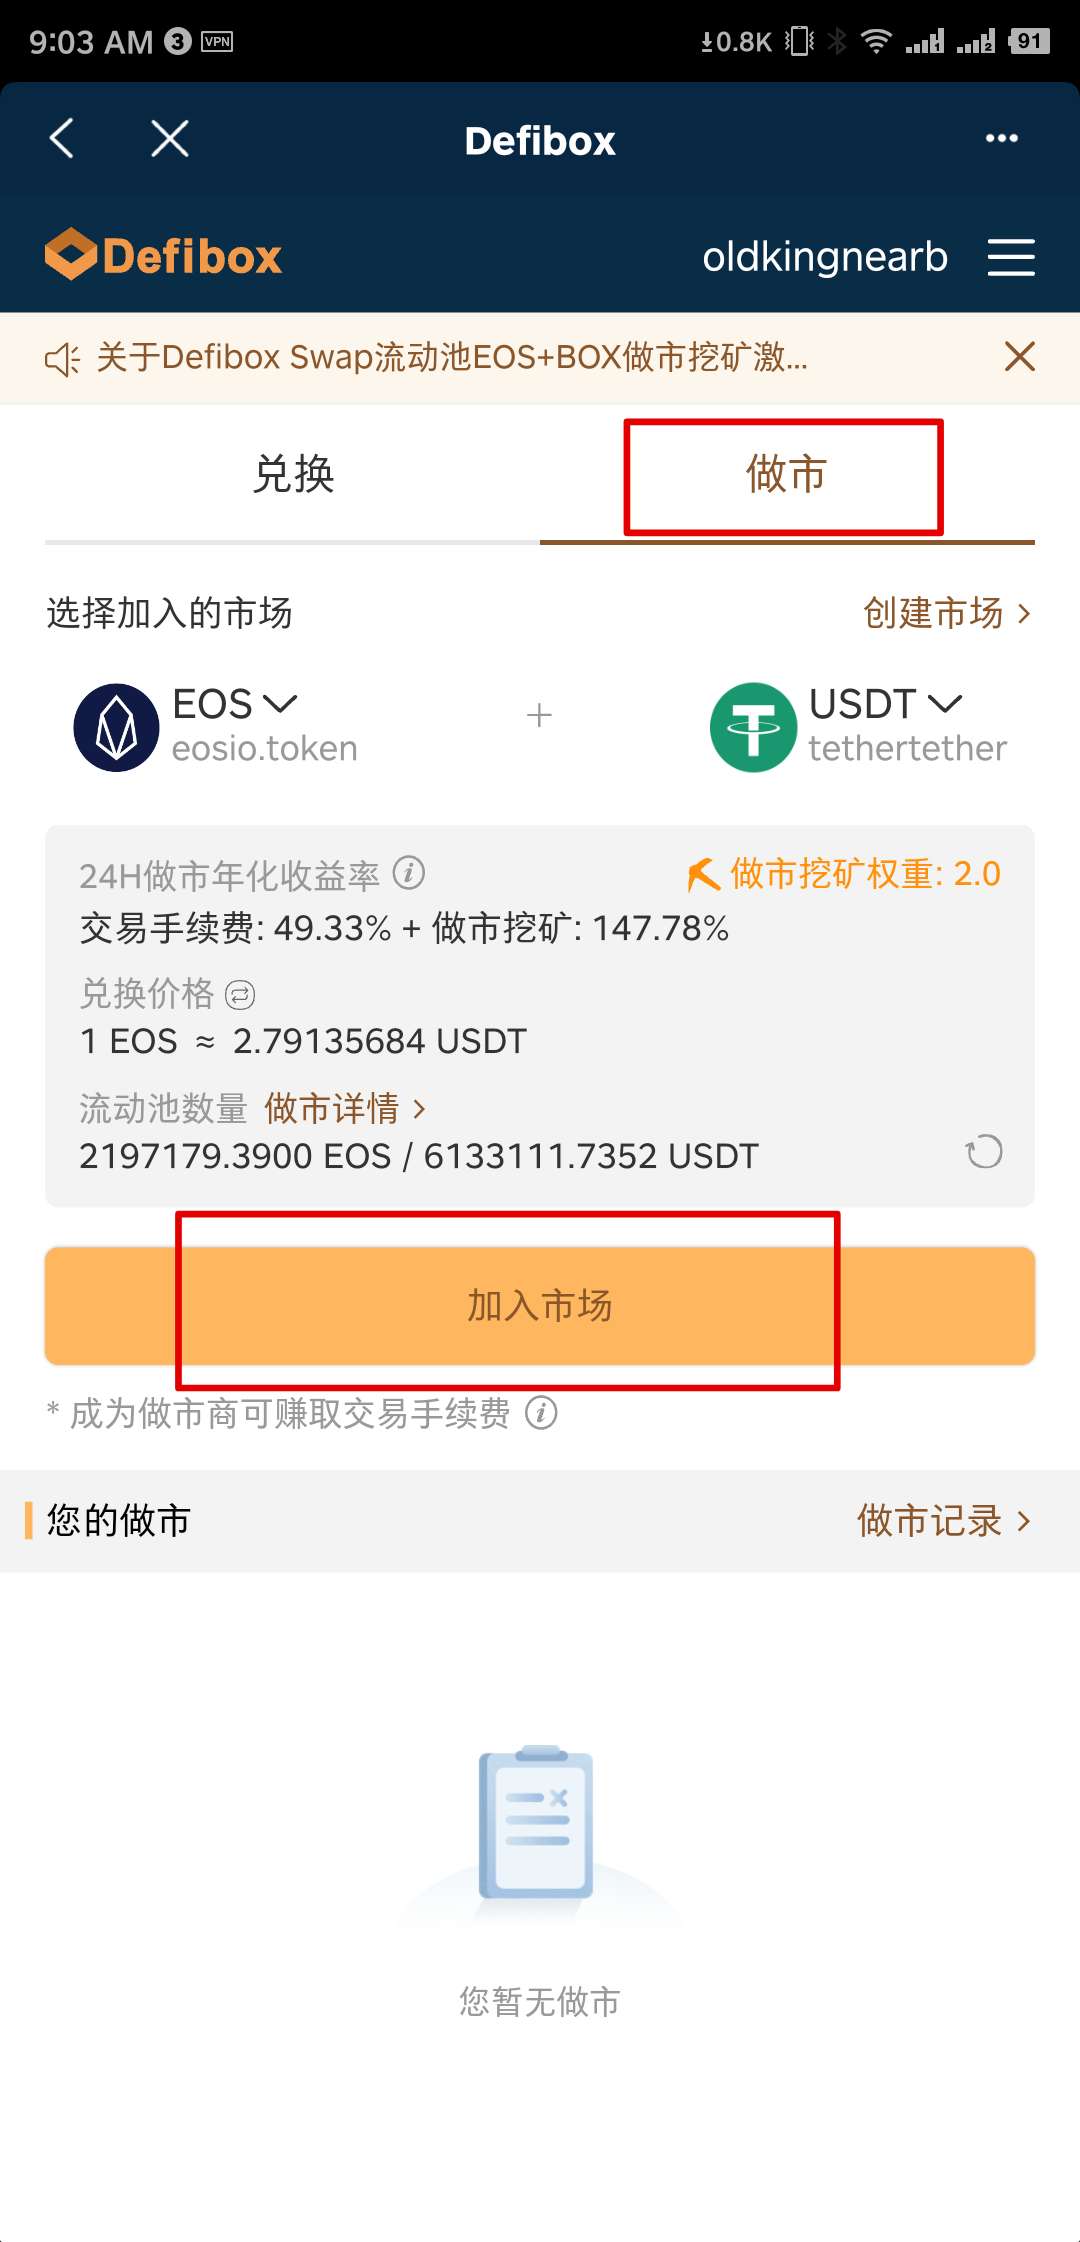 9:03 AM 3 VPN 0.8K 1 2 91
Defibox
Defibox oldkingnearb
关于Defibox Swap流动池EOS+BOX做市挖矿激...
兑换 做市
选择加入的市场 创建市场 >
EOS + USDT
eosio.token tethertether
24H做市年化收益率 i 做市挖矿权重: 2.0
交易手续费: 49.33% + 做市挖矿: 147.78%
兑换价格
1 EOS ≈ 2.79135684 USDT
流动池数量 做市详情 >
2197179.3900 EOS / 6133111.7352 USDT
加入市场
* 成为做市商可赚取交易手续费 i
您的做市 做市记录 >
您暂无做市